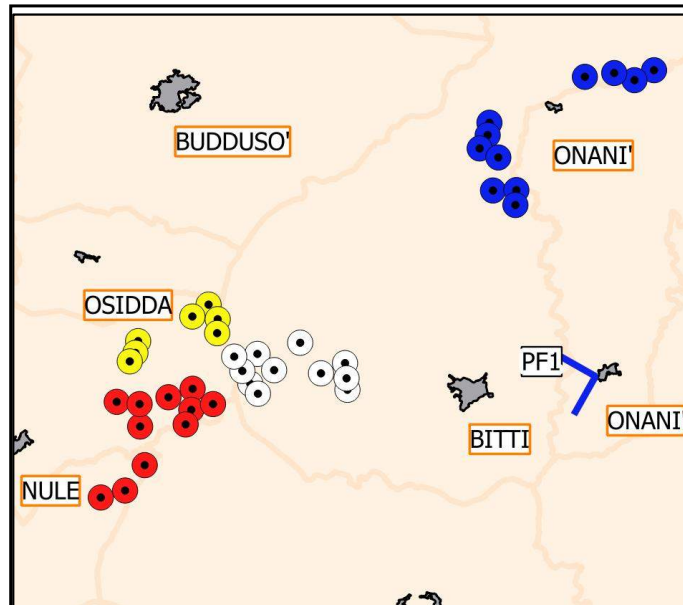 BUDDUSO'
ONANI'
OSIDDA
PF1
ONANI'
BITTI
NULE